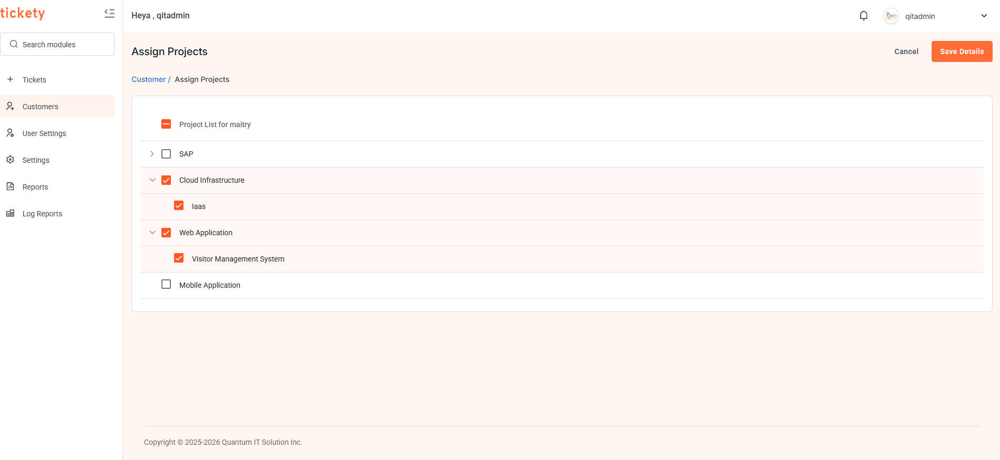 tickety
Heya , qitadmin
qitadmin
Search modules
Assign Projects
Cancel
Save Details
Customer / Assign Projects
Tickets
Customers
User Settings
Settings
Reports
Log Reports
Project List for maitry
SAP
Cloud Infrastructure
Iaas
Web Application
Visitor Management System
Mobile Application
Copyright © 2025-2026 Quantum IT Solution Inc.